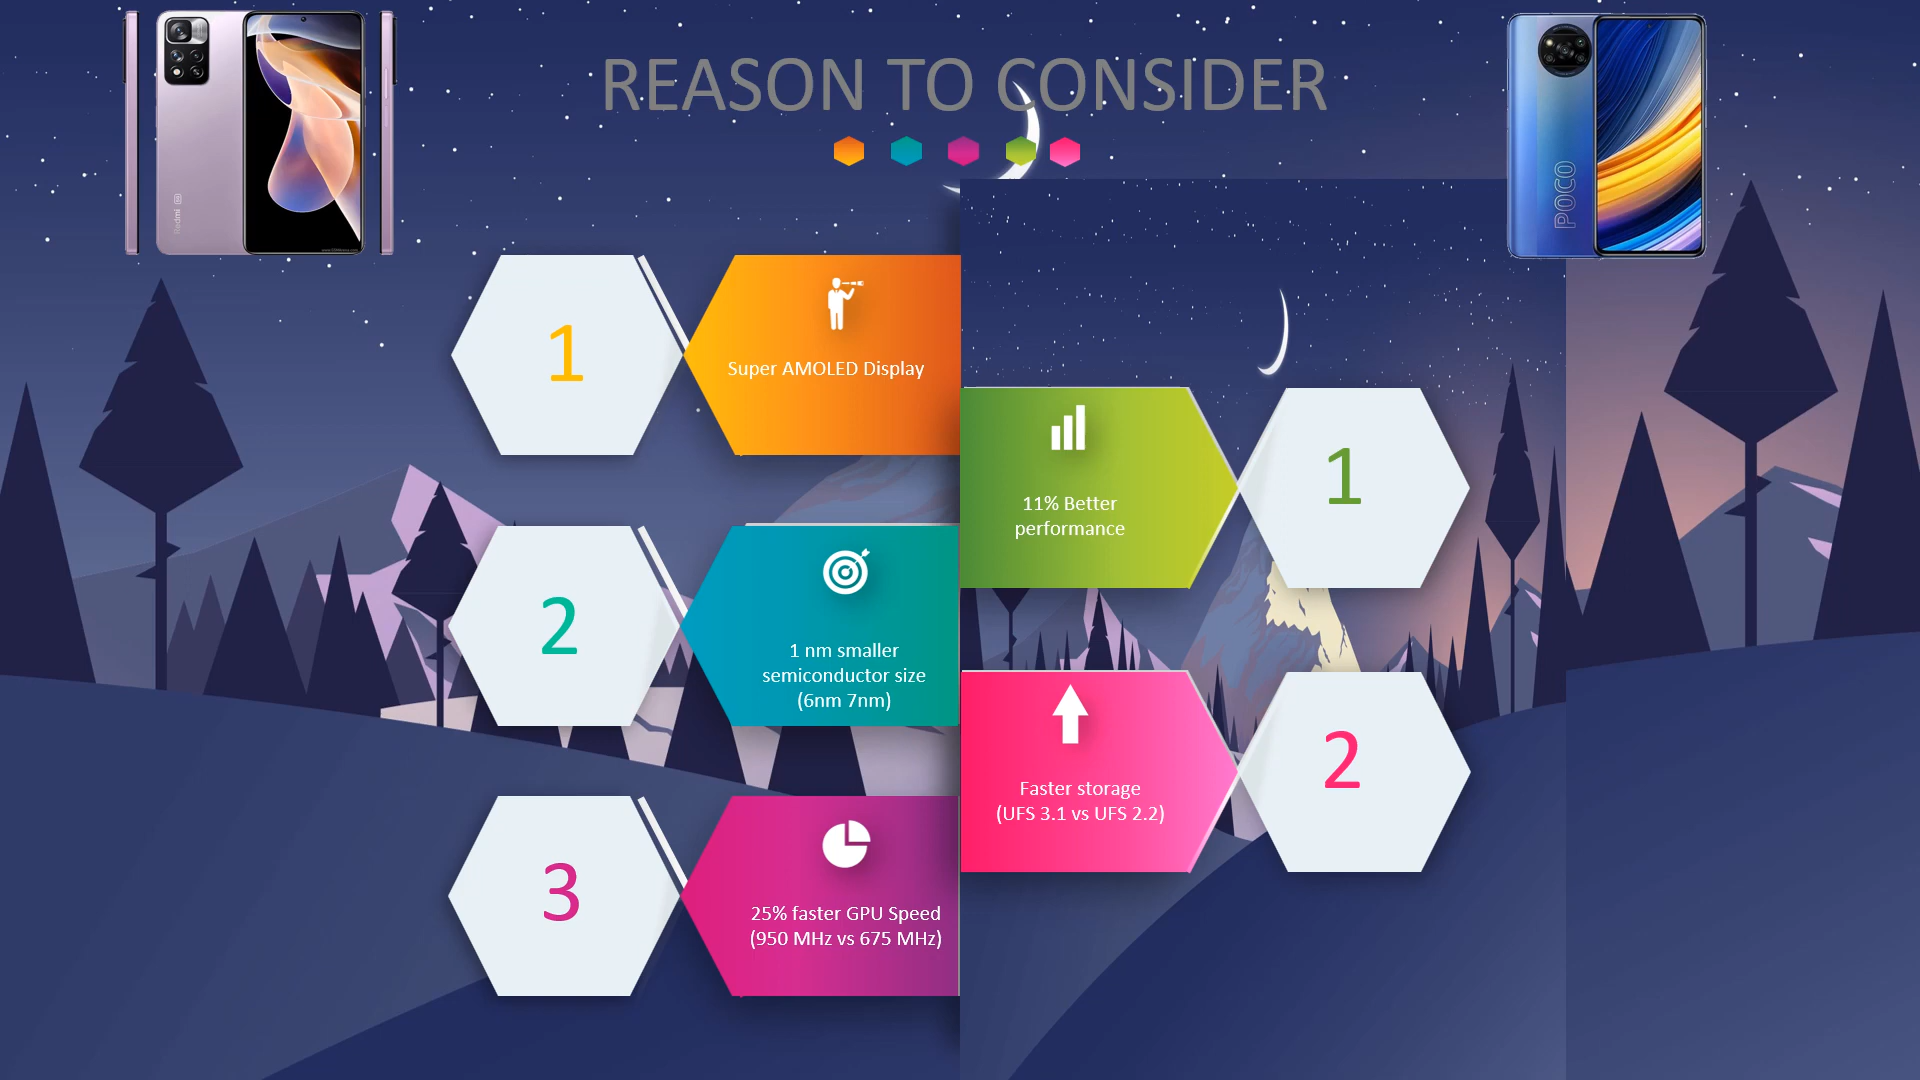 REASON TO CONSIDER
Redmi
POCO
1
Super AMOLED Display
2
1 nm smaller
semiconductor size
(6nm 7nm)
3
25% faster GPU Speed
(950 MHz vs 675 MHz)
11% Better
performance
1
Faster storage
(UFS 3.1 vs UFS 2.2)
2